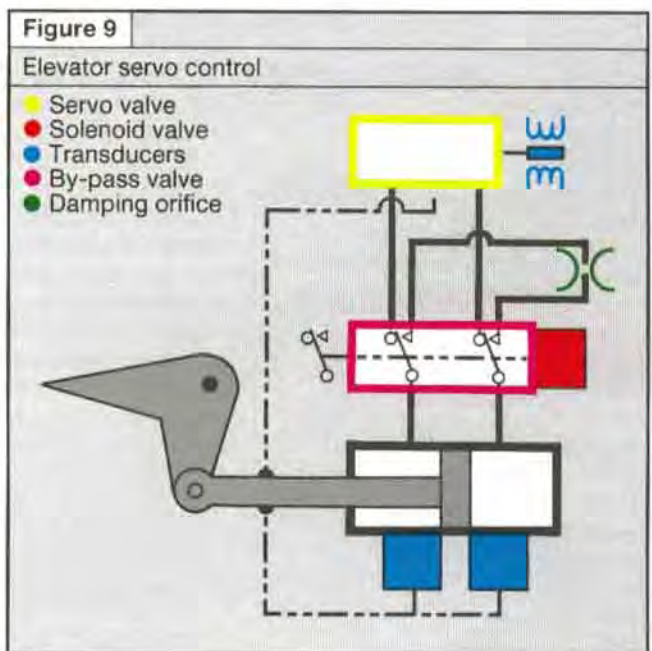 Figure 9
Elevator servo control
Servo valve
Solenoid valve
Transducers
By-pass valve
Damping orifice